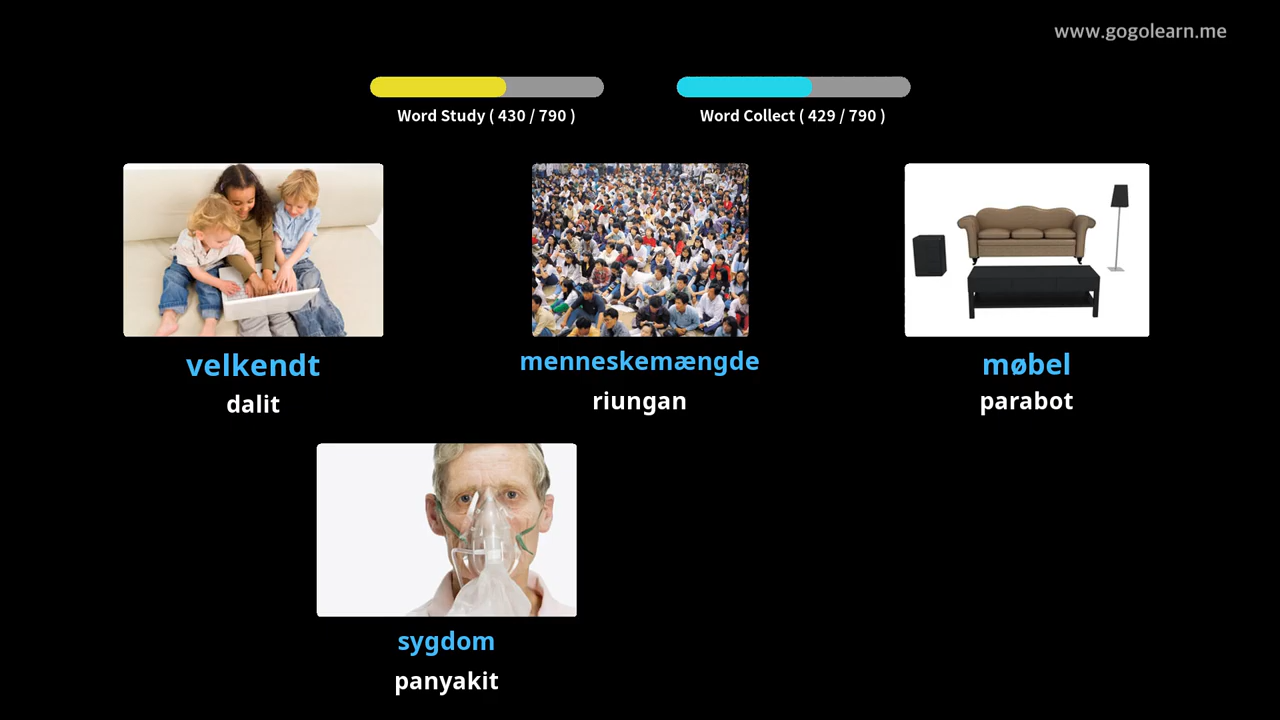 www.gogolearn.me
Word Study ( 430 / 790 )
Word Collect ( 429 / 790 )
velkendt
dalit
menneskemængde
riungan
møbel
parabot
sygdom
panyakit